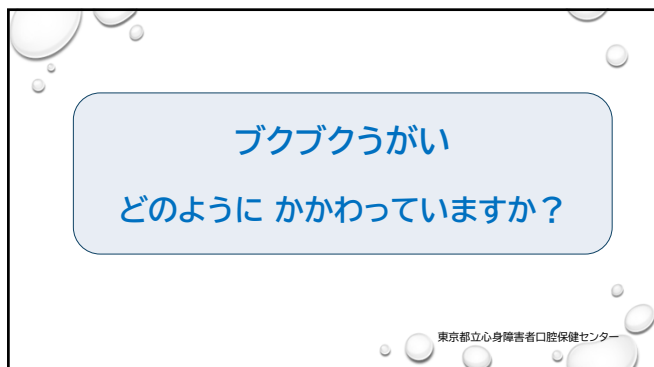 ブクブクうがい
どのように かかわっていますか？
東京都立心身障害者口腔保健センター